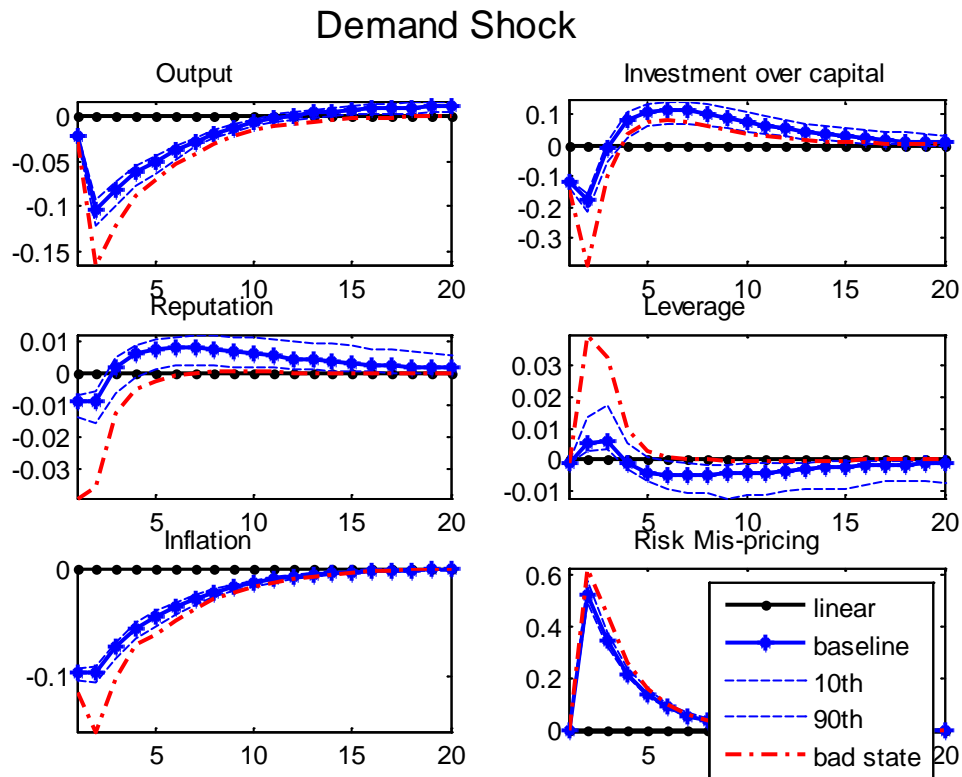 Demand Shock
Output
0
-0.05
-0.1
-0.15
5 10 15 20
Investment over capital
0.1
0
-0.1
-0.2
-0.3
5 10 15 20
Reputation
0.01
0
-0.01
-0.02
-0.03
5 10 15 20
Leverage
0.03
0.02
0.01
0
-0.01
5 10 15 20
Inflation
0
-0.1
5 10 15 20
Risk Mis-pricing
0.6
0.4
0.2
0
5 20
linear
baseline
10th
90th
bad state